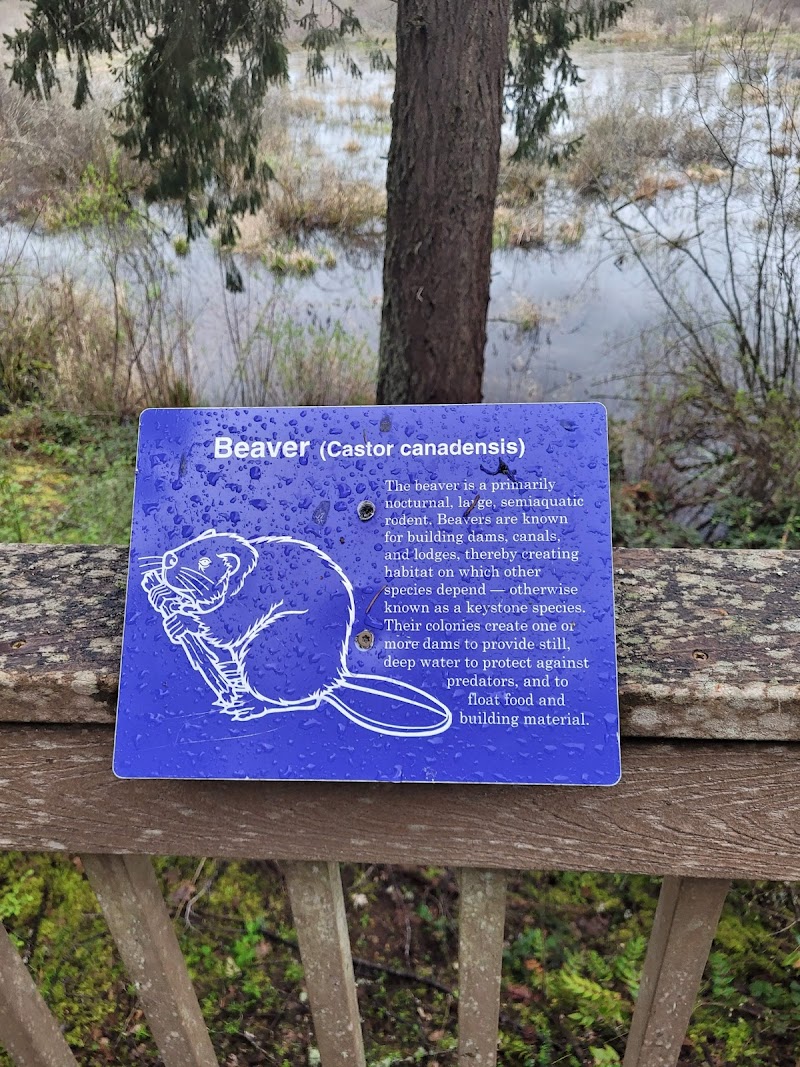 Beaver (Castor canadensis)
The beaver is a primarily
nocturnal, large, semiaquatic
rodent. Beavers are known
for building dams, canals,
and lodges, thereby creating
habitat on which other
species depend — otherwise
known as a keystone species.
Their colonies create one or
more dams to provide still,
deep water to protect against
predators, and to
float food and
building material.